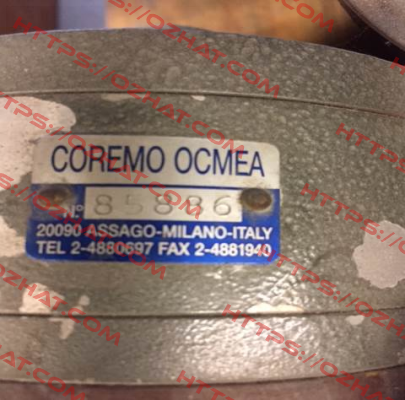 COREMO OCMEA
N° 85886
20090 ASSAGO-MILANO-ITALY
TEL 2-4880697 FAX 2-4881940
HTTPS://OZHAT.COM